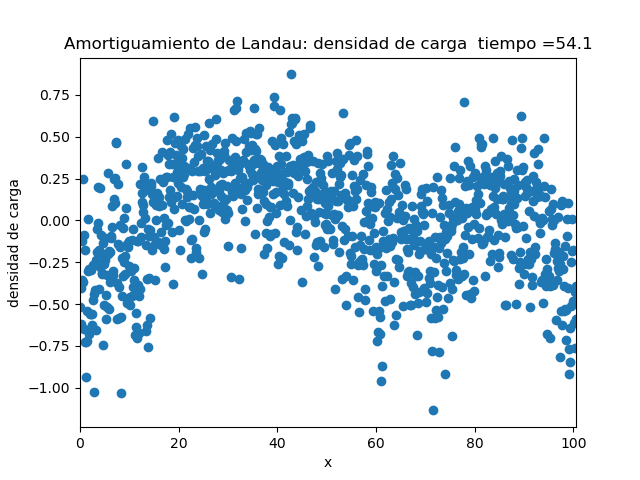 Amortiguamiento de Landau: densidad de carga  tiempo =54.1
densidad de carga
0.75
0.50
0.25
0.00
−0.25
−0.50
−0.75
−1.00
0 20 40 60 80 100
x